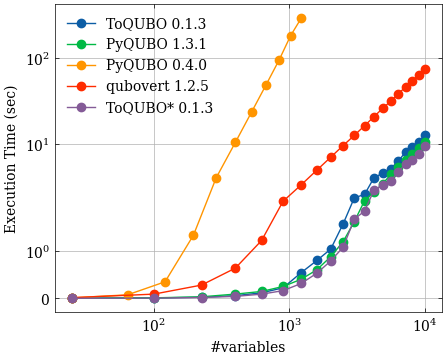 ToQUBO 0.1.3
PyQUBO 1.3.1
PyQUBO 0.4.0
qubovert 1.2.5
ToQUBO* 0.1.3
Execution Time (sec)
10²
10¹
10⁰
0
10² 10³ 10⁴
#variables